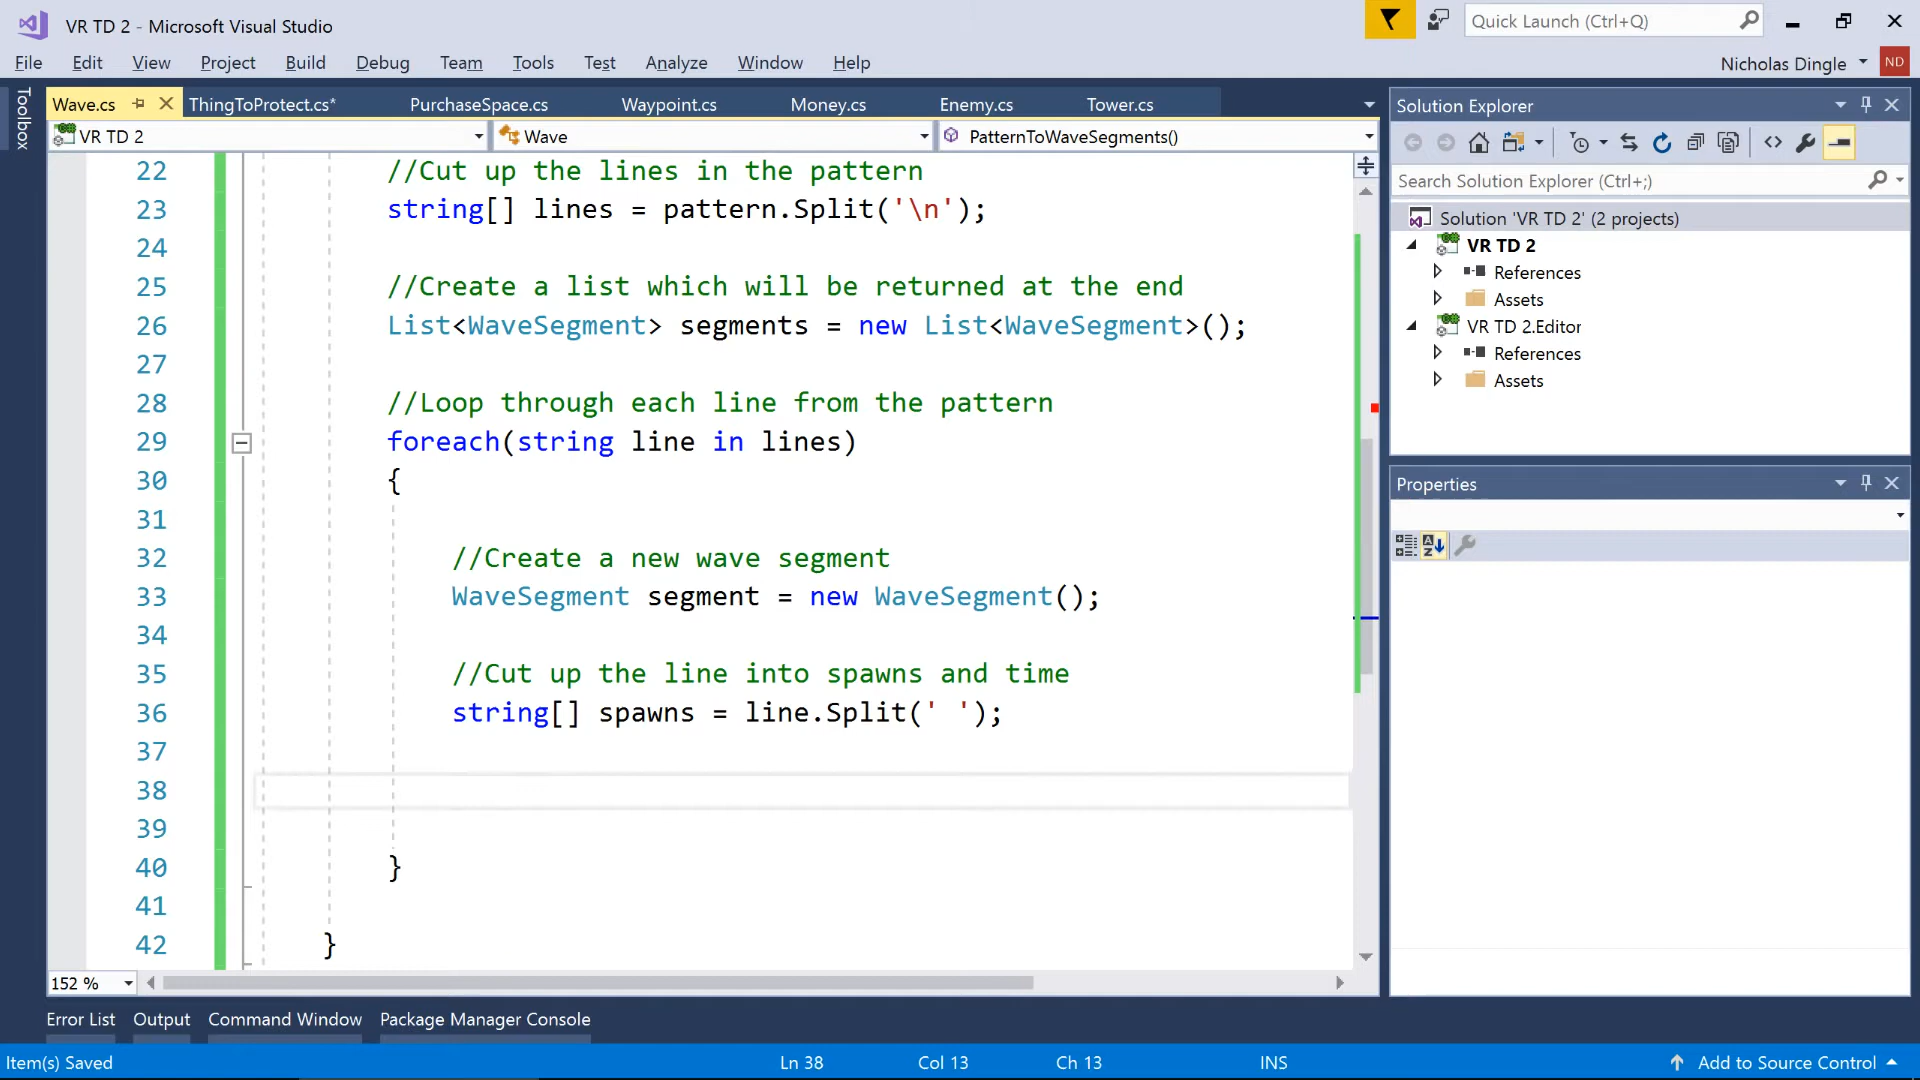 VR TD 2 - Microsoft Visual Studio
Quick Launch (Ctrl+Q)
File Edit View Project Build Debug Team Tools Test Analyze Window Help
Nicholas Dingle ND
Toolbox
Wave.cs ThingToProtect.cs* PurchaseSpace.cs Waypoint.cs Money.cs Enemy.cs Tower.cs
VR TD 2 Wave PatternToWaveSegments()
22 //Cut up the lines in the pattern
23 string[] lines = pattern.Split('\n');
24
25 //Create a list which will be returned at the end
26 List<WaveSegment> segments = new List<WaveSegment>();
27
28 //Loop through each line from the pattern
29 foreach(string line in lines)
30 {
31
32 //Create a new wave segment
33 WaveSegment segment = new WaveSegment();
34
35 //Cut up the line into spawns and time
36 string[] spawns = line.Split(' ');
37
38
39
40 }
41
42 }
152 %
Solution Explorer
Search Solution Explorer (Ctrl+;)
Solution 'VR TD 2' (2 projects)
VR TD 2
References
Assets
VR TD 2.Editor
References
Assets
Properties
Error List Output Command Window Package Manager Console
Item(s) Saved Ln 38 Col 13 Ch 13 INS Add to Source Control